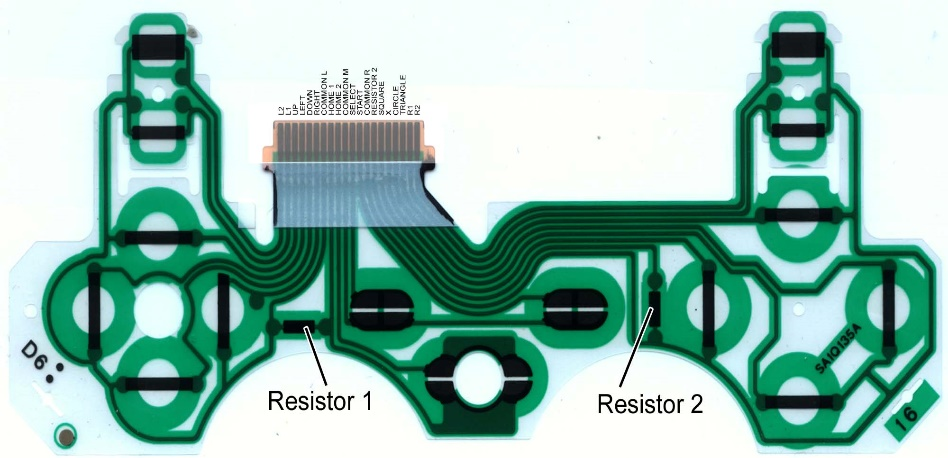 L2
L1
UP
LEFT
DOWN
RIGHT
COMMON L
HOME 1
HOME 2
COMMON M
SELECT
START
COMMON R
RESISTOR 2
SQUARE
X
CIRCLE
TRIANGLE
R1
R2
D6
SA1Q135A
16
Resistor 1
Resistor 2